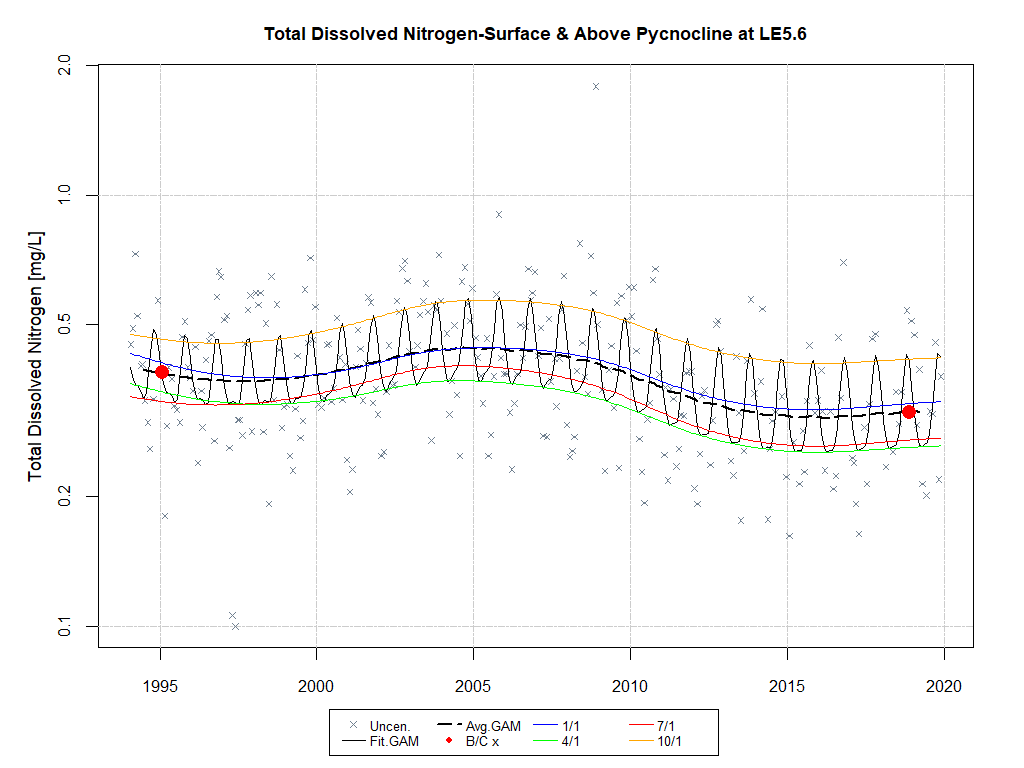 Total Dissolved Nitrogen-Surface & Above Pycnocline at LE5.6
Total Dissolved Nitrogen [mg/L]
2.0
1.0
0.5
0.2
0.1
1995 2000 2005 2010 2015 2020
Uncen. Avg.GAM 1/1 7/1
Fit.GAM B/C x 4/1 10/1